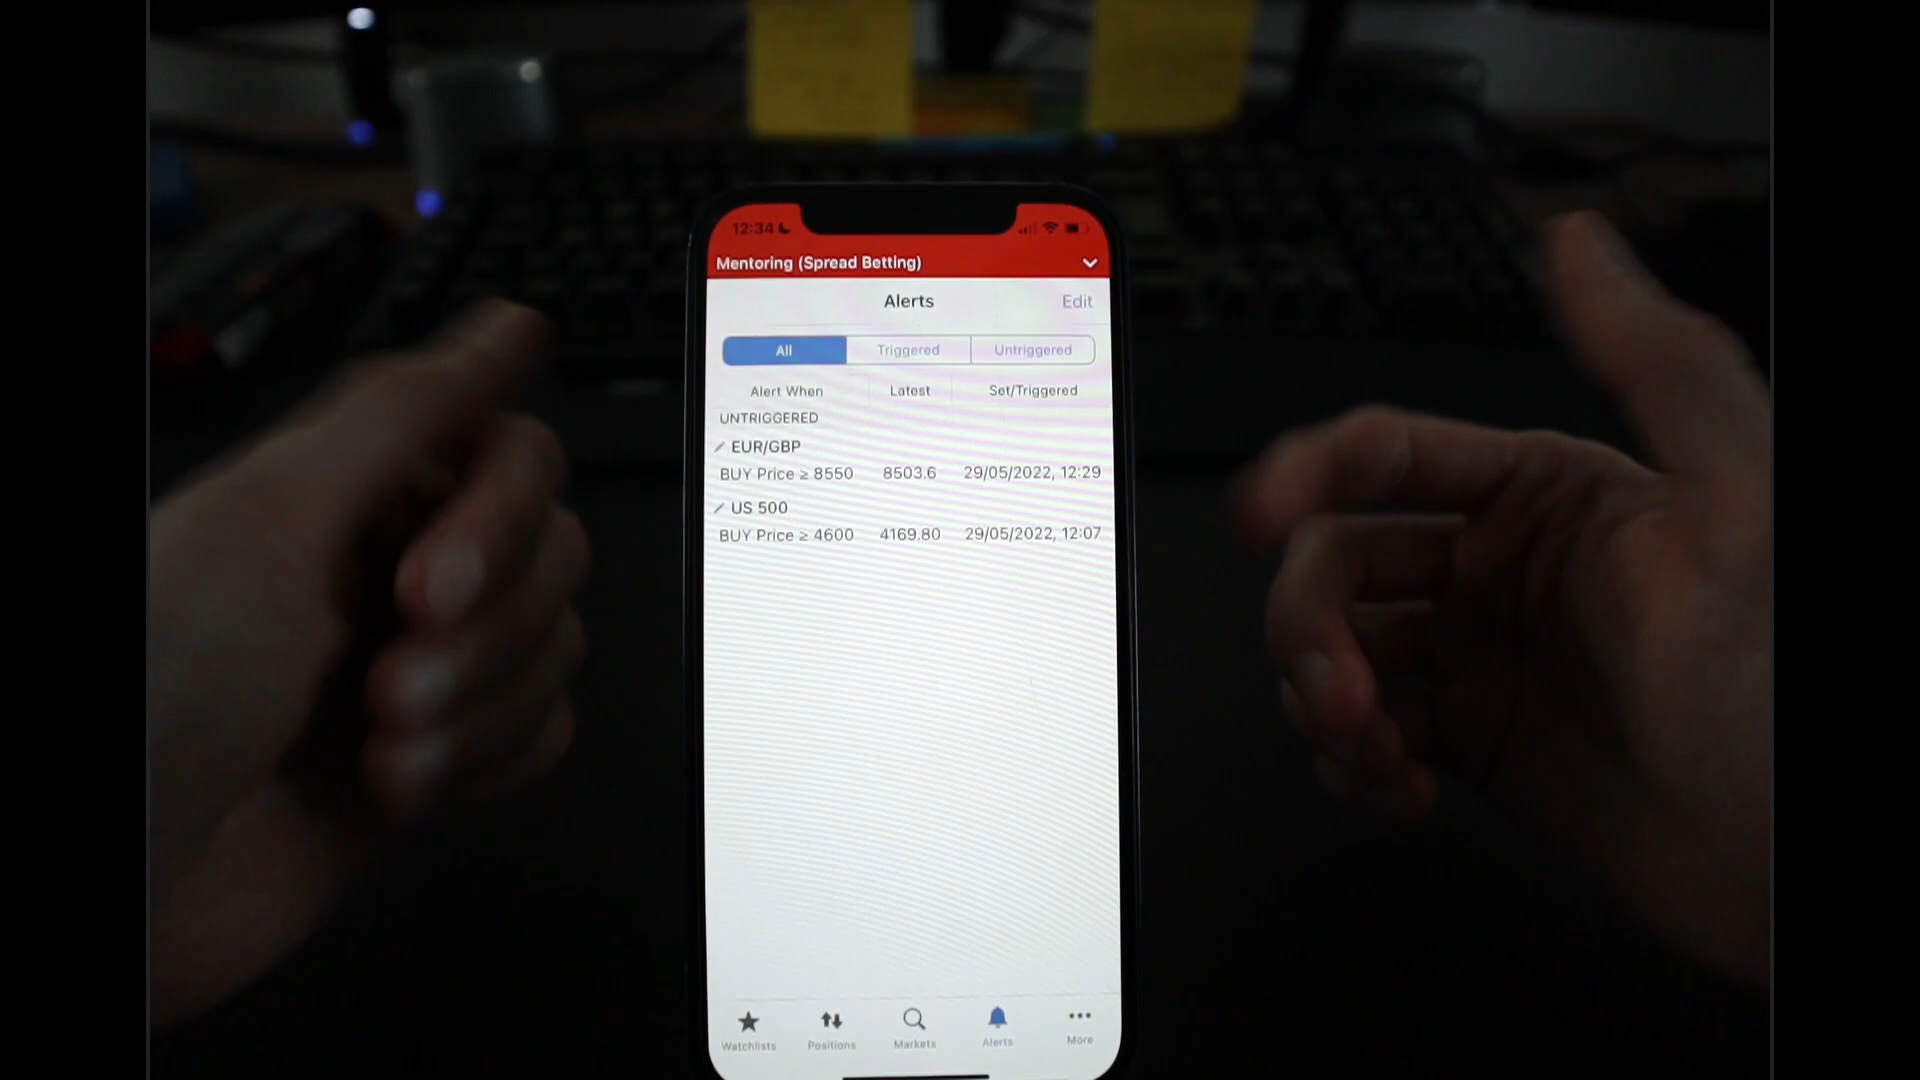 12:34
Mentoring (Spread Betting)
Alerts Edit
All Triggered Untriggered
Alert When Latest Set/Triggered
UNTRIGGERED
EUR/GBP
BUY Price ≥ 8550 8503.6 29/05/2022, 12:29
US 500
BUY Price ≥ 4600 4169.80 29/05/2022, 12:07
Watchlists Positions Markets Alerts More